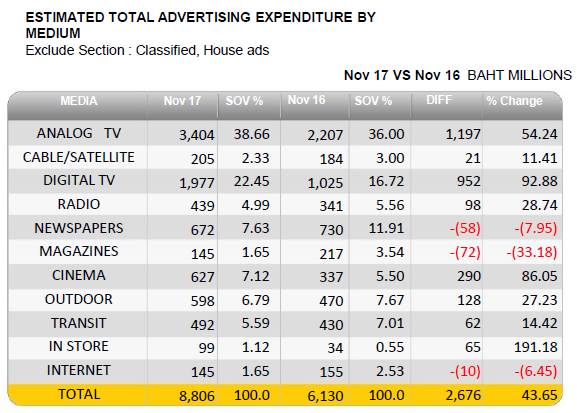 ESTIMATED TOTAL ADVERTISING EXPENDITURE BY
MEDIUM
Exclude Section : Classified, House ads
Nov 17 VS Nov 16 BAHT MILLIONS
MEDIA Nov 17 SOV % Nov 16 SOV % DIFF % Change
ANALOG TV 3,404 38.66 2,207 36.00 1,197 54.24
CABLE/SATELLITE 205 2.33 184 3.00 21 11.41
DIGITAL TV 1,977 22.45 1,025 16.72 952 92.88
RADIO 439 4.99 341 5.56 98 28.74
NEWSPAPERS 672 7.63 730 11.91 -(58) -(7.95)
MAGAZINES 145 1.65 217 3.54 -(72) -(33.18)
CINEMA 627 7.12 337 5.50 290 86.05
OUTDOOR 598 6.79 470 7.67 128 27.23
TRANSIT 492 5.59 430 7.01 62 14.42
IN STORE 99 1.12 34 0.55 65 191.18
INTERNET 145 1.65 155 2.53 -(10) -(6.45)
TOTAL 8,806 100.0 6,130 100.0 2,676 43.65